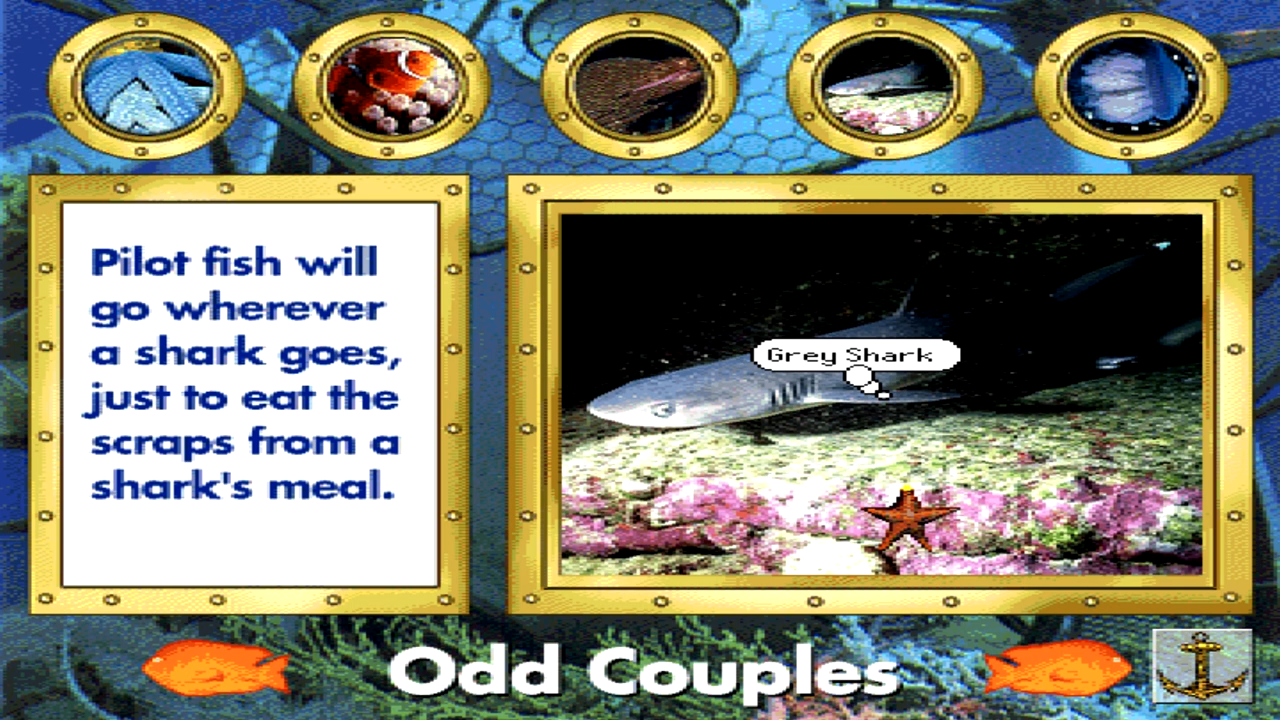 Pilot fish will
go wherever
a shark goes,
just to eat the
scraps from a
shark's meal.
Grey Shark
Odd Couples